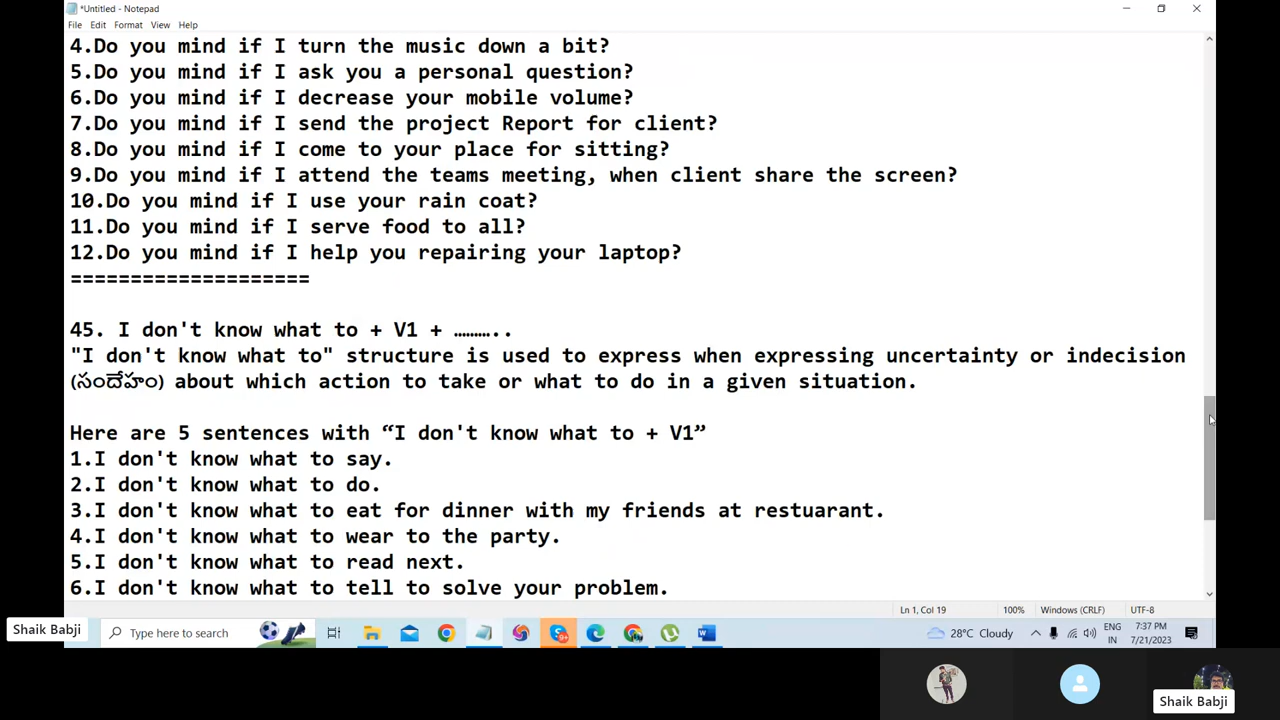 *Untitled - Notepad
File Edit Format View Help
4.Do you mind if I turn the music down a bit?
5.Do you mind if I ask you a personal question?
6.Do you mind if I decrease your mobile volume?
7.Do you mind if I send the project Report for client?
8.Do you mind if I come to your place for sitting?
9.Do you mind if I attend the teams meeting, when client share the screen?
10.Do you mind if I use your rain coat?
11.Do you mind if I serve food to all?
12.Do you mind if I help you repairing your laptop?
====================
45. I don't know what to + V1 + ………..
"I don't know what to" structure is used to express when expressing uncertainty or indecision
(సందేహం) about which action to take or what to do in a given situation.
Here are 5 sentences with “I don't know what to + V1”
1.I don't know what to say.
2.I don't know what to do.
3.I don't know what to eat for dinner with my friends at restuarant.
4.I don't know what to wear to the party.
5.I don't know what to read next.
6.I don't know what to tell to solve your problem.
Ln 1, Col 19 100% Windows (CRLF) UTF-8
Shaik Babji
Type here to search
28°C Cloudy
ENG
IN
7:37 PM
7/21/2023
Shaik Babji